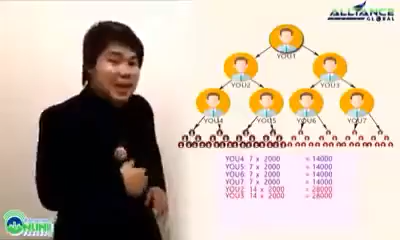 ALLIANCE
GLOBAL
YOU1
YOU2
YOU3
YOU4
YOU5
YOU6
YOU7
YOU4 7 x 2000 = 14000
YOU5 7 x 2000 = 14000
YOU6 7 x 2000 = 14000
YOU7 7 x 2000 = 14000
YOU2 14 x 2000 = 28000
YOU3 14 x 2000 = 28000